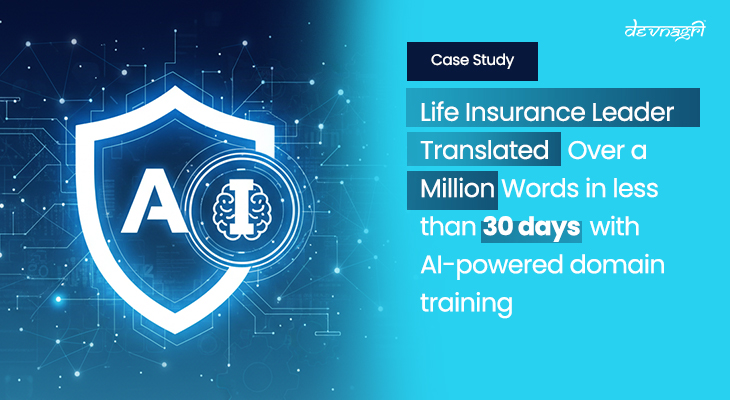 devnagri
Case Study
Life Insurance Leader
Translated Over a
Million Words in less
than 30 days with
AI-powered domain
training
AI